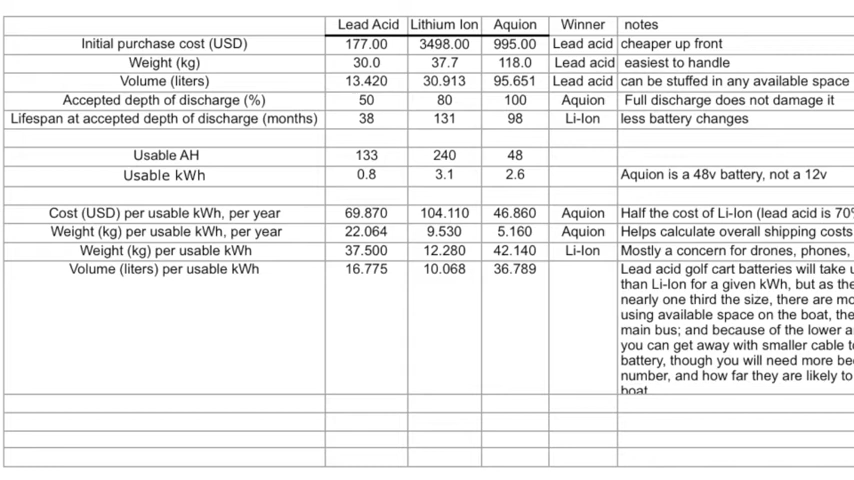 Lead Acid Lithium Ion Aquion Winner notes
Initial purchase cost (USD) 177.00 3498.00 995.00 Lead acid cheaper up front
Weight (kg) 30.0 37.7 118.0 Lead acid easiest to handle
Volume (liters) 13.420 30.913 95.651 Lead acid can be stuffed in any available space
Accepted depth of discharge (%) 50 80 100 Aquion Full discharge does not damage it
Lifespan at accepted depth of discharge (months) 38 131 98 Li-Ion less battery changes
Usable AH 133 240 48
Usable kWh 0.8 3.1 2.6 Aquion is a 48v battery, not a 12v
Cost (USD) per usable kWh, per year 69.870 104.110 46.860 Aquion Half the cost of Li-Ion (lead acid is 70%
Weight (kg) per usable kWh, per year 22.064 9.530 5.160 Aquion Helps calculate overall shipping costs
Weight (kg) per usable kWh 37.500 12.280 42.140 Li-Ion Mostly a concern for drones, phones,
Volume (liters) per usable kWh 16.775 10.068 36.789 Lead acid golf cart batteries will take
than Li-Ion for a given kWh, but as the
nearly one third the size, there are
using available space on the boat,
main bus; and because of the lower
you can get away with smaller cable
battery, though you will need more
number, and how far they are likely to
boat